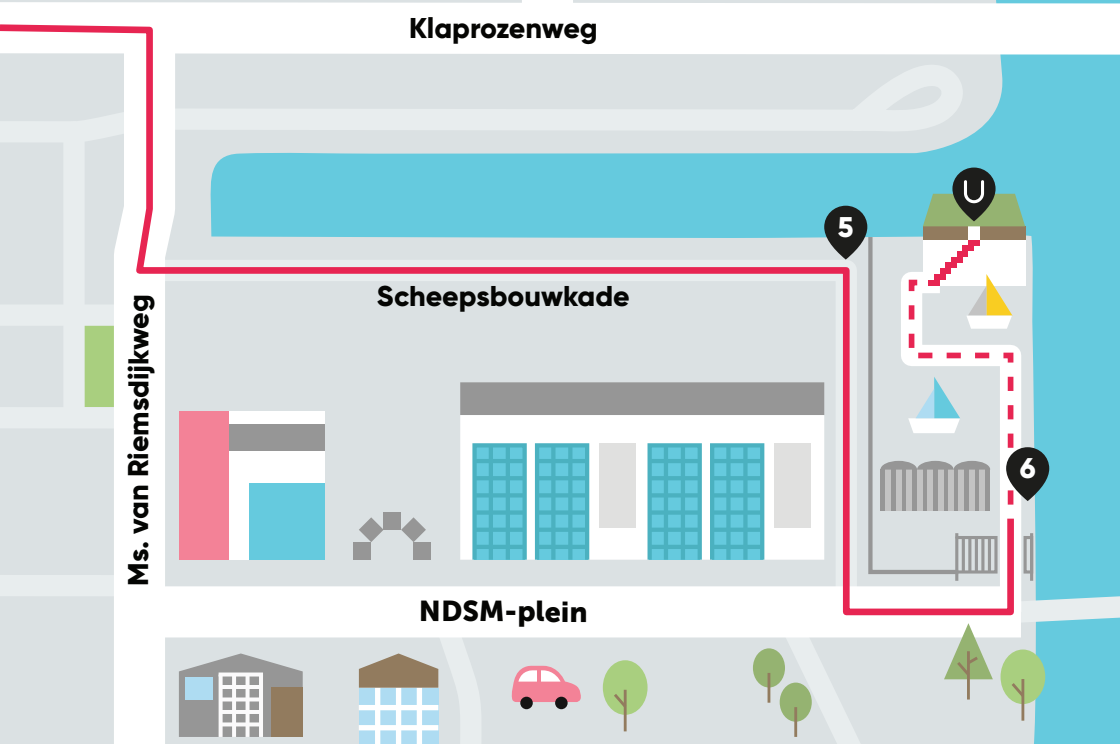 Klaprozenweg
U
5
Scheepsbouwkade
Ms. van Riemsdijkweg
6
NDSM-plein